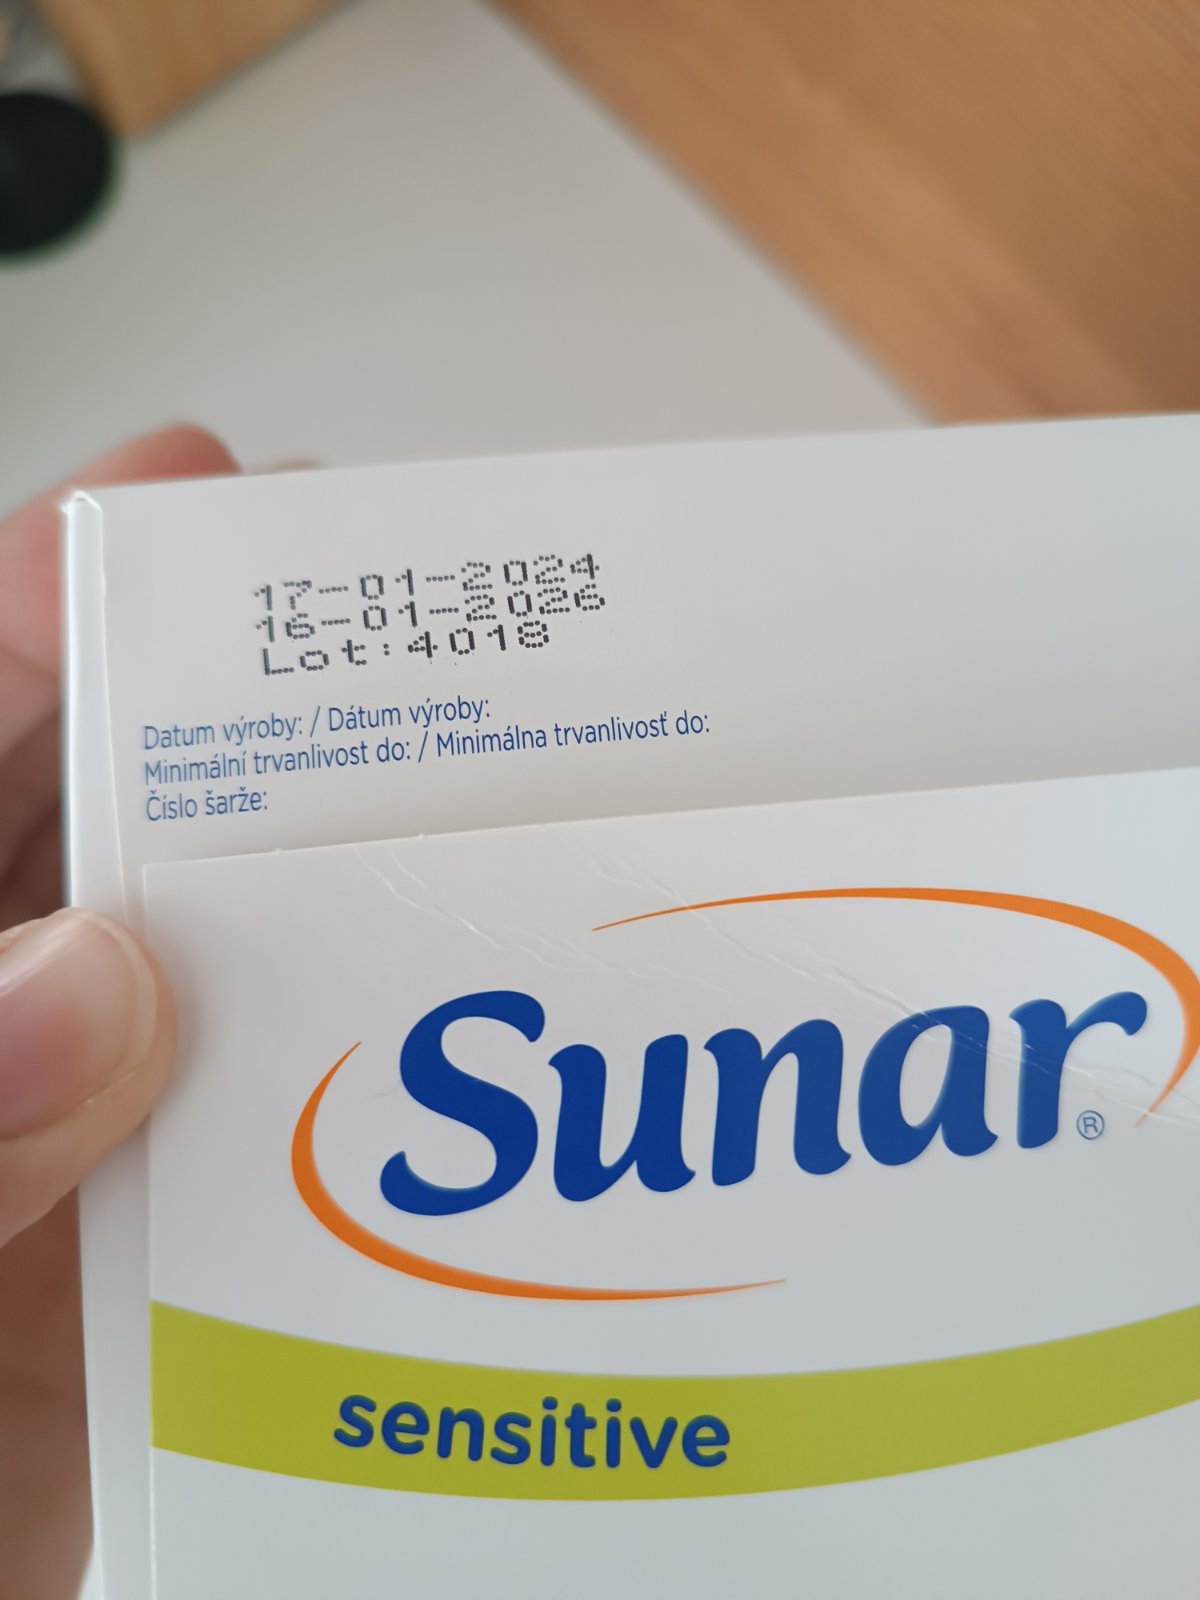 17-01-2024
16-01-2026
Lot:4018
Datum výroby: / Dátum výroby:
Minimální trvanlivost do: / Minimálna trvanlivosť do:
Číslo šarže:
Sunar®
sensitive